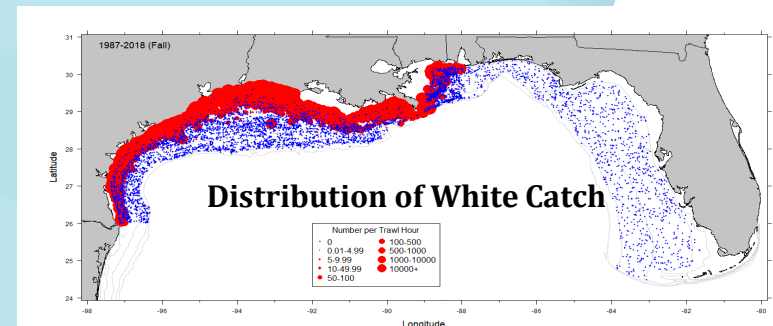 1987-2018 (Fall)
31
30
29
28
27
26
25
24
Latitude
Distribution of White Catch
Number per Trawl Hour
0
0.01-4.99
5-9.99
10-49.99
50-100
100-500
500-1000
1000-10000
10000+
-98 -96 -94 -92 -90 -88 -86 -84 -82 -80
Longitude